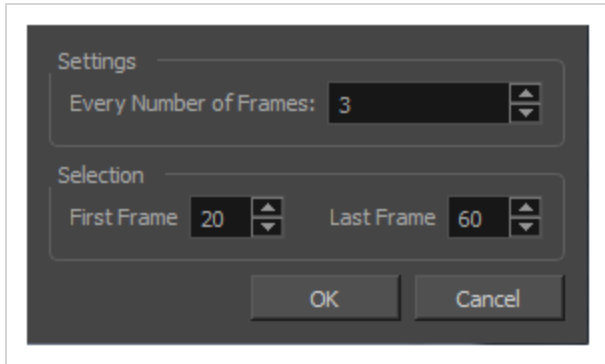 Settings
Every Number of Frames: 3
Selection
First Frame 20 Last Frame 60
OK Cancel